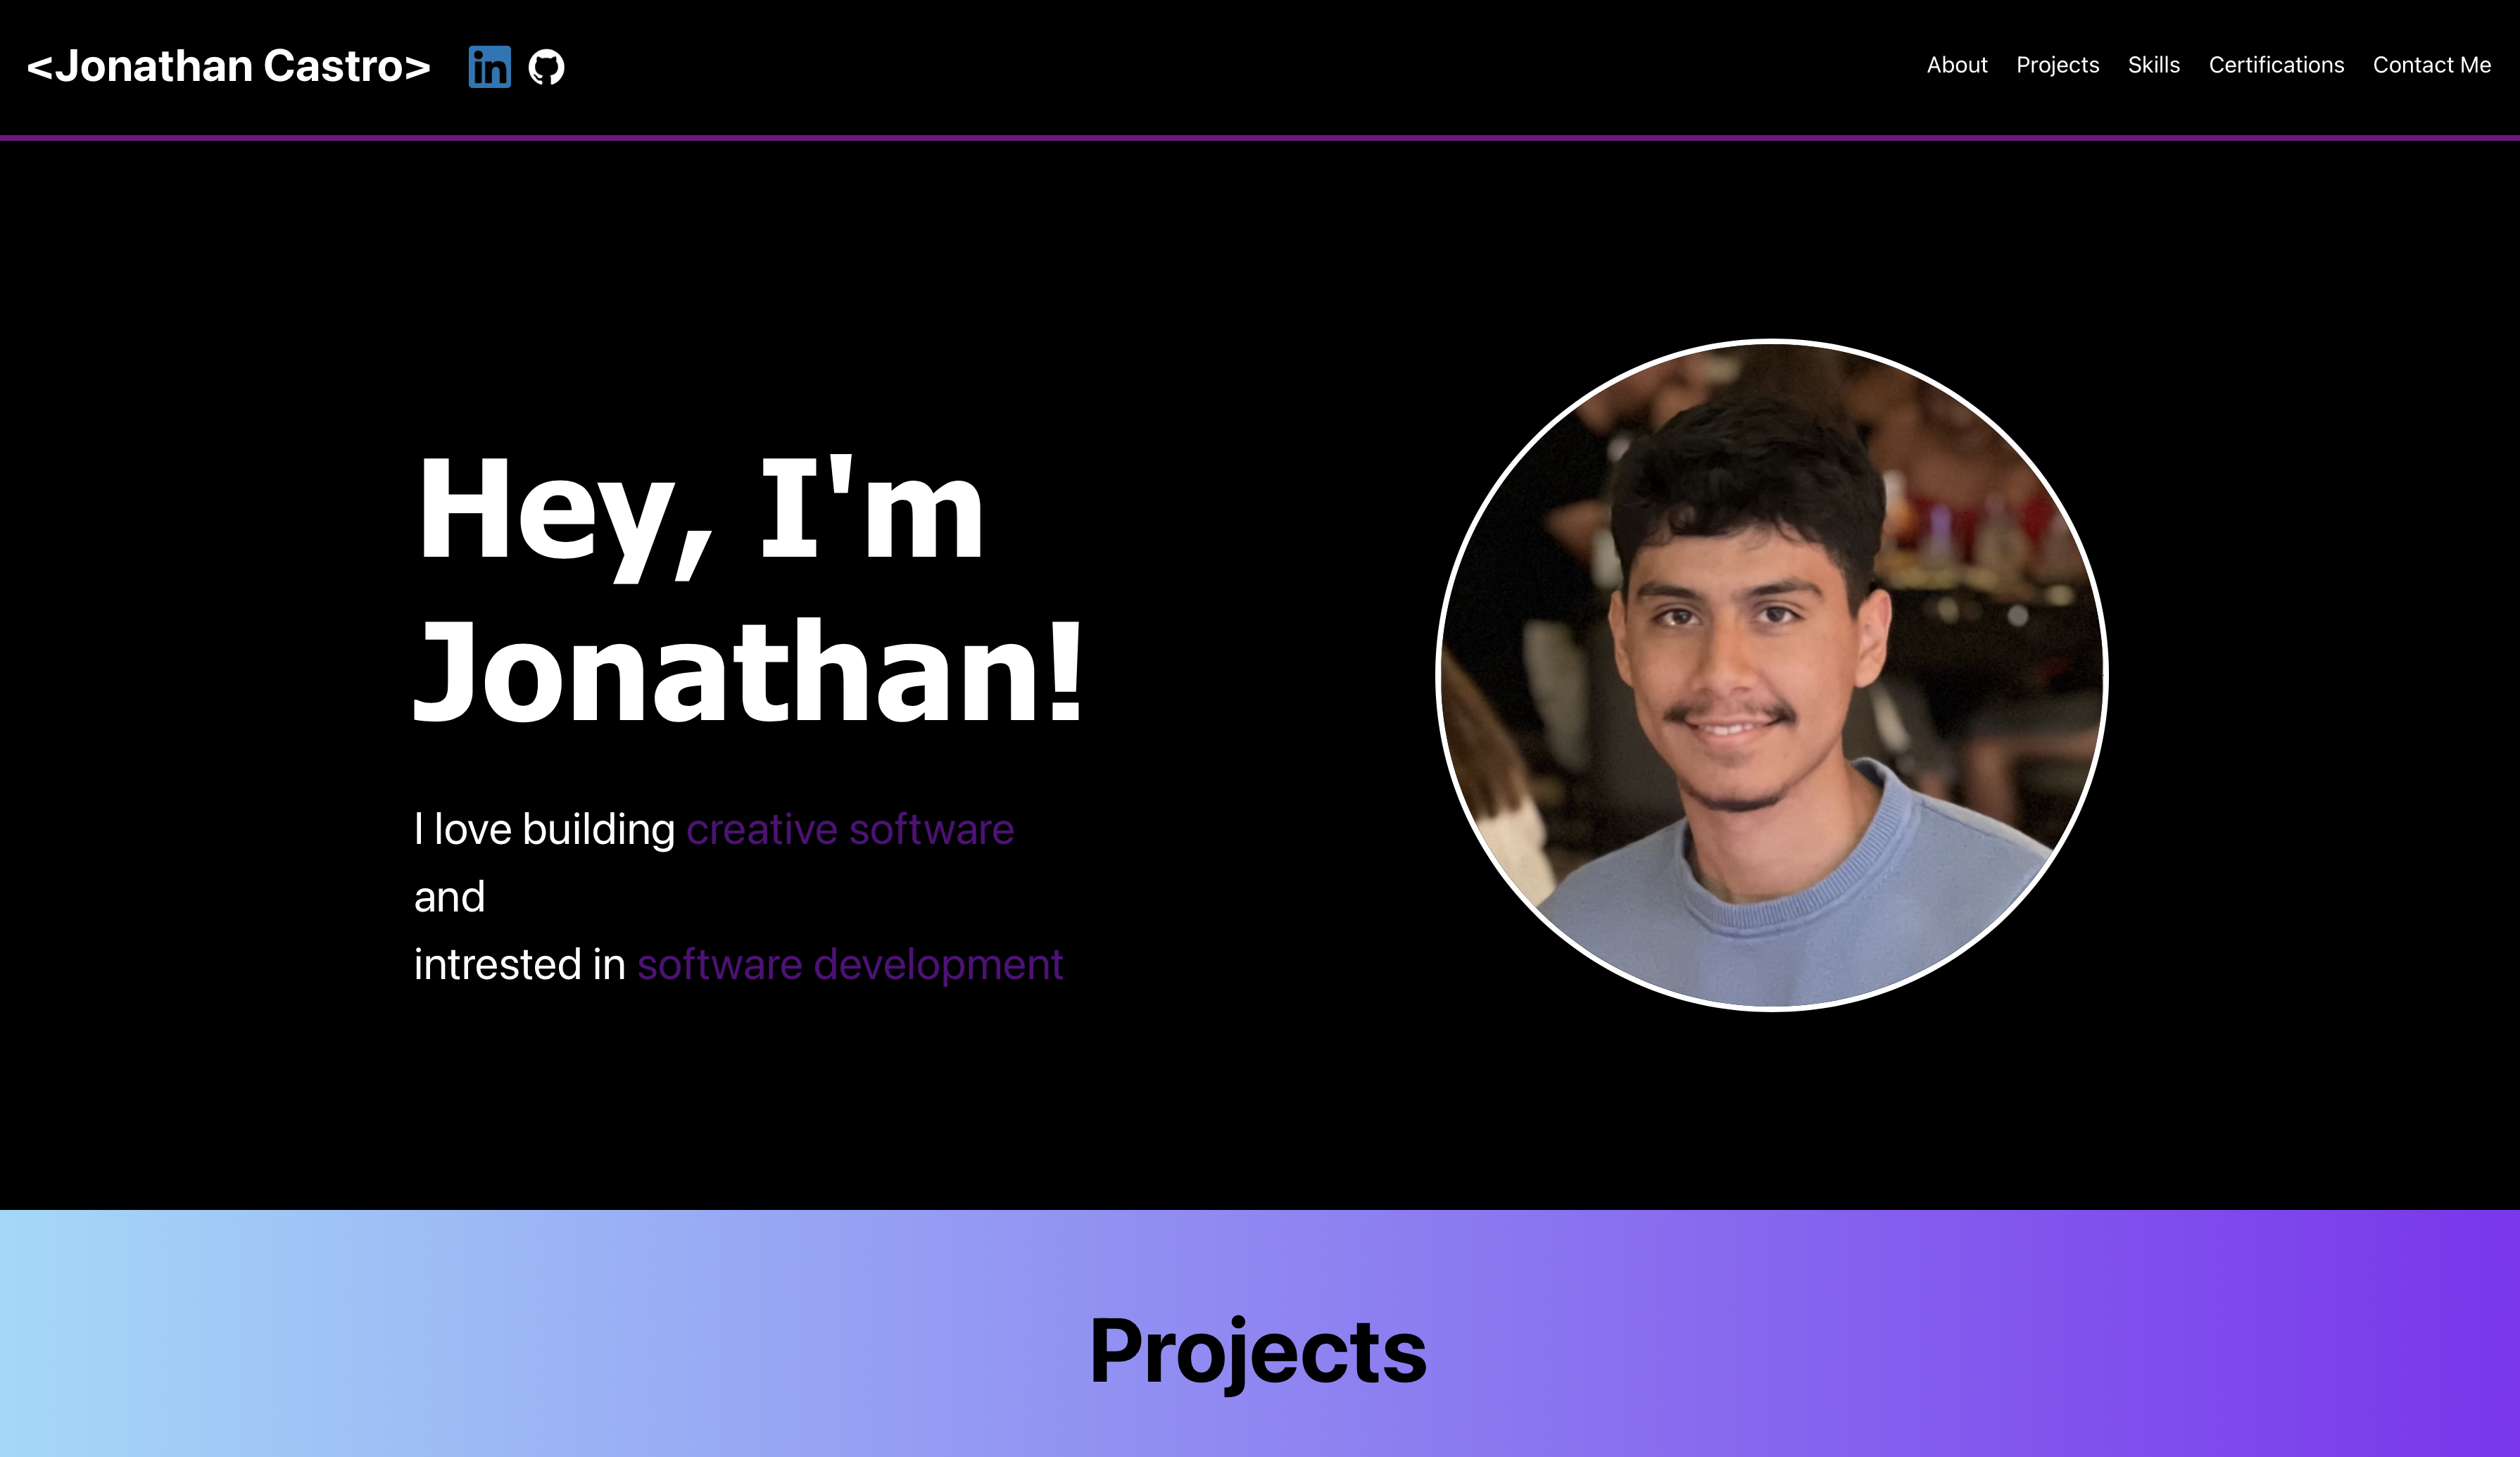 <Jonathan Castro>
in
About Projects Skills Certifications Contact Me
Hey, I'm
Jonathan!
I love building creative software
and
intrested in software development
Projects